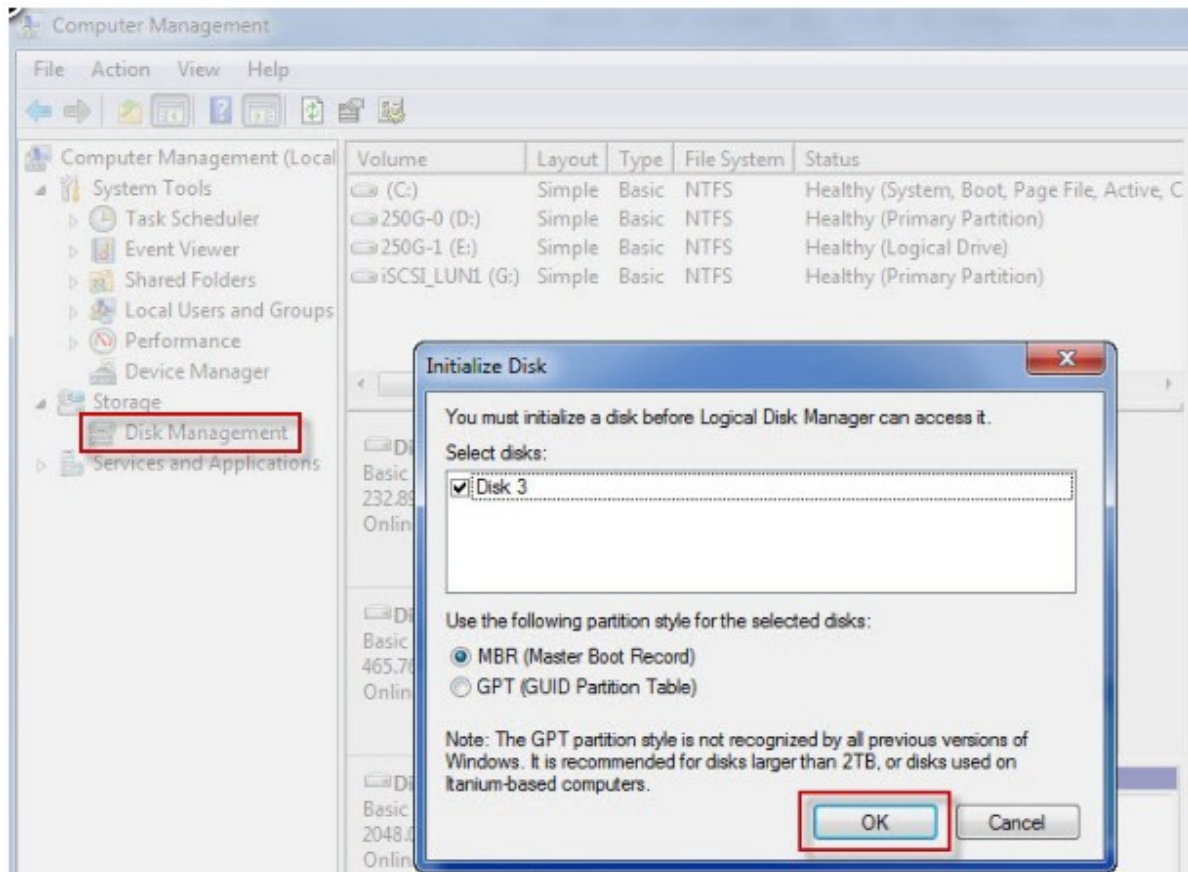 Computer Management
File Action View Help
Computer Management (Local
System Tools
Task Scheduler
Event Viewer
Shared Folders
Local Users and Groups
Performance
Device Manager
Storage
Disk Management
Services and Applications
Volume Layout Type File System Status
(C:) Simple Basic NTFS Healthy (System, Boot, Page File, Active, C
250G-0 (D:) Simple Basic NTFS Healthy (Primary Partition)
250G-1 (E:) Simple Basic NTFS Healthy (Logical Drive)
iSCSI_LUN1 (G:) Simple Basic NTFS Healthy (Primary Partition)
Di
Basic
232.89
Onlin
Di
Basic
465.76
Onlin
Di
Basic
2048.0
Onlin
Initialize Disk
You must initialize a disk before Logical Disk Manager can access it.
Select disks:
Disk 3
Use the following partition style for the selected disks:
MBR (Master Boot Record)
GPT (GUID Partition Table)
Note: The GPT partition style is not recognized by all previous versions of
Windows. It is recommended for disks larger than 2TB, or disks used on
Itanium-based computers.
OK Cancel